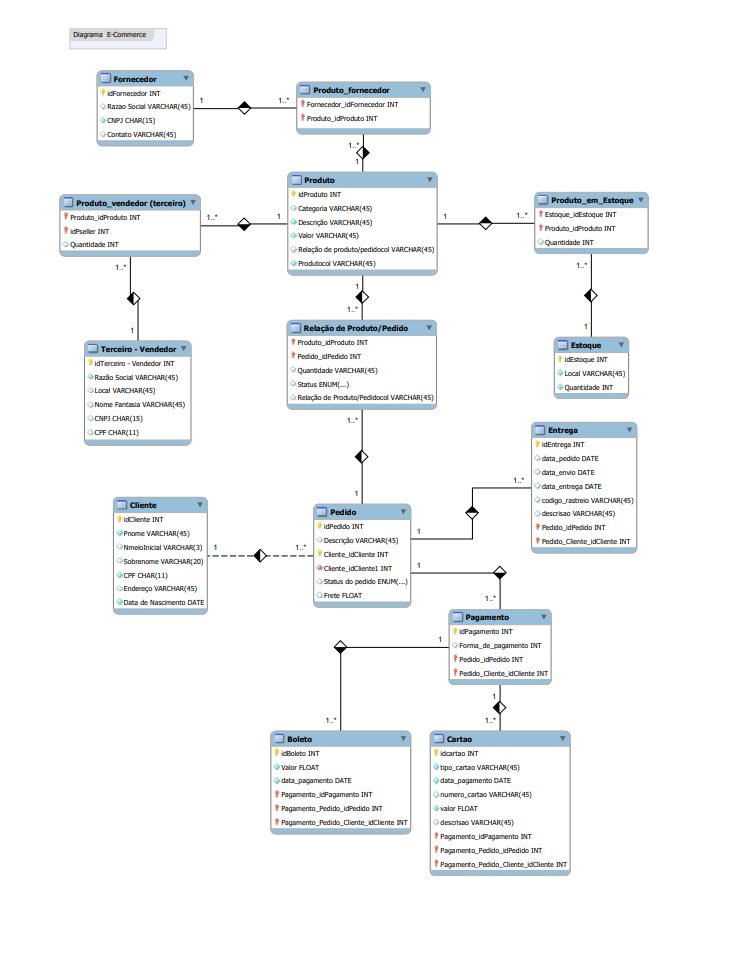 Diagrama E-Commerce
Fornecedor
idFornecedor INT
Razao Social VARCHAR(45)
CNPJ CHAR(15)
Contato VARCHAR(45)
1
1..*
Produto_fornecedor
Fornecedor_idFornecedor INT
Produto_idProduto INT
1..*
1
Produto
idProduto INT
Categoria VARCHAR(45)
Descrição VARCHAR(45)
Valor VARCHAR(45)
Relação de produto/pedidocol VARCHAR(45)
Produtocol VARCHAR(45)
Produto_vendedor (terceiro)
Produto_idProduto INT
idPseller INT
Quantidade INT
1..*
1
1
1..*
Produto_em_Estoque
Estoque_idEstoque INT
Produto_idProduto INT
Quantidade INT
1..*
1
1..*
1
1
1..*
Terceiro - Vendedor
idTerceiro - Vendedor INT
Razão Social VARCHAR(45)
Local VARCHAR(45)
Nome Fantasia VARCHAR(45)
CNPJ CHAR(15)
CPF CHAR(11)
Relação de Produto/Pedido
Produto_idProduto INT
Pedido_idPedido INT
Quantidade VARCHAR(45)
Status ENUM(...)
Relação de Produto/Pedidocol VARCHAR(45)
Estoque
idEstoque INT
Local VARCHAR(45)
Quantidade INT
1..*
1
Entrega
idEntrega INT
data_pedido DATE
data_envio DATE
data_entrega DATE
codigo_rastreio VARCHAR(45)
descrisao VARCHAR(45)
Pedido_idPedido INT
Pedido_Cliente_idCliente INT
1..*
1
Cliente
idCliente INT
Pnome VARCHAR(45)
NmeioInicial VARCHAR(3)
Sobrenome VARCHAR(20)
CPF CHAR(11)
Endereço VARCHAR(45)
Data de Nascimento DATE
1
1..*
Pedido
idPedido INT
Descrição VARCHAR(45)
Cliente_idCliente INT
Cliente_idCliente1 INT
Status do pedido ENUM(...)
Frete FLOAT
1
1..*
Pagamento
idPagamento INT
Forma_de_pagamento INT
Pedido_idPedido INT
Pedido_Cliente_idCliente INT
1
1..*
1
1..*
Boleto
idBoleto INT
Valor FLOAT
data_pagamento DATE
Pagamento_idPagamento INT
Pagamento_Pedido_idPedido INT
Pagamento_Pedido_Cliente_idCliente INT
Cartao
idcartao INT
tipo_cartao VARCHAR(45)
data_pagamento DATE
numero_cartao VARCHAR(45)
valor FLOAT
descrisao VARCHAR(45)
Pagamento_idPagamento INT
Pagamento_Pedido_idPedido INT
Pagamento_Pedido_Cliente_idCliente INT